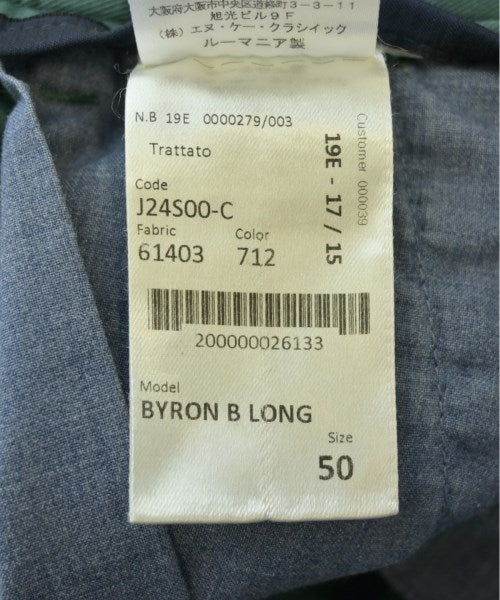 大阪府大阪市中央区道修町3-3-11
旭光ビル9F
(株)エヌ・ケー・クラシイック
ルーマニア製
N.B 19E 0000279/003
Trattato
Code
J24S00-C
Fabric Color
61403 712
Customer 000039
19E - 17 / 15
200000026133
Model
BYRON B LONG
Size
50